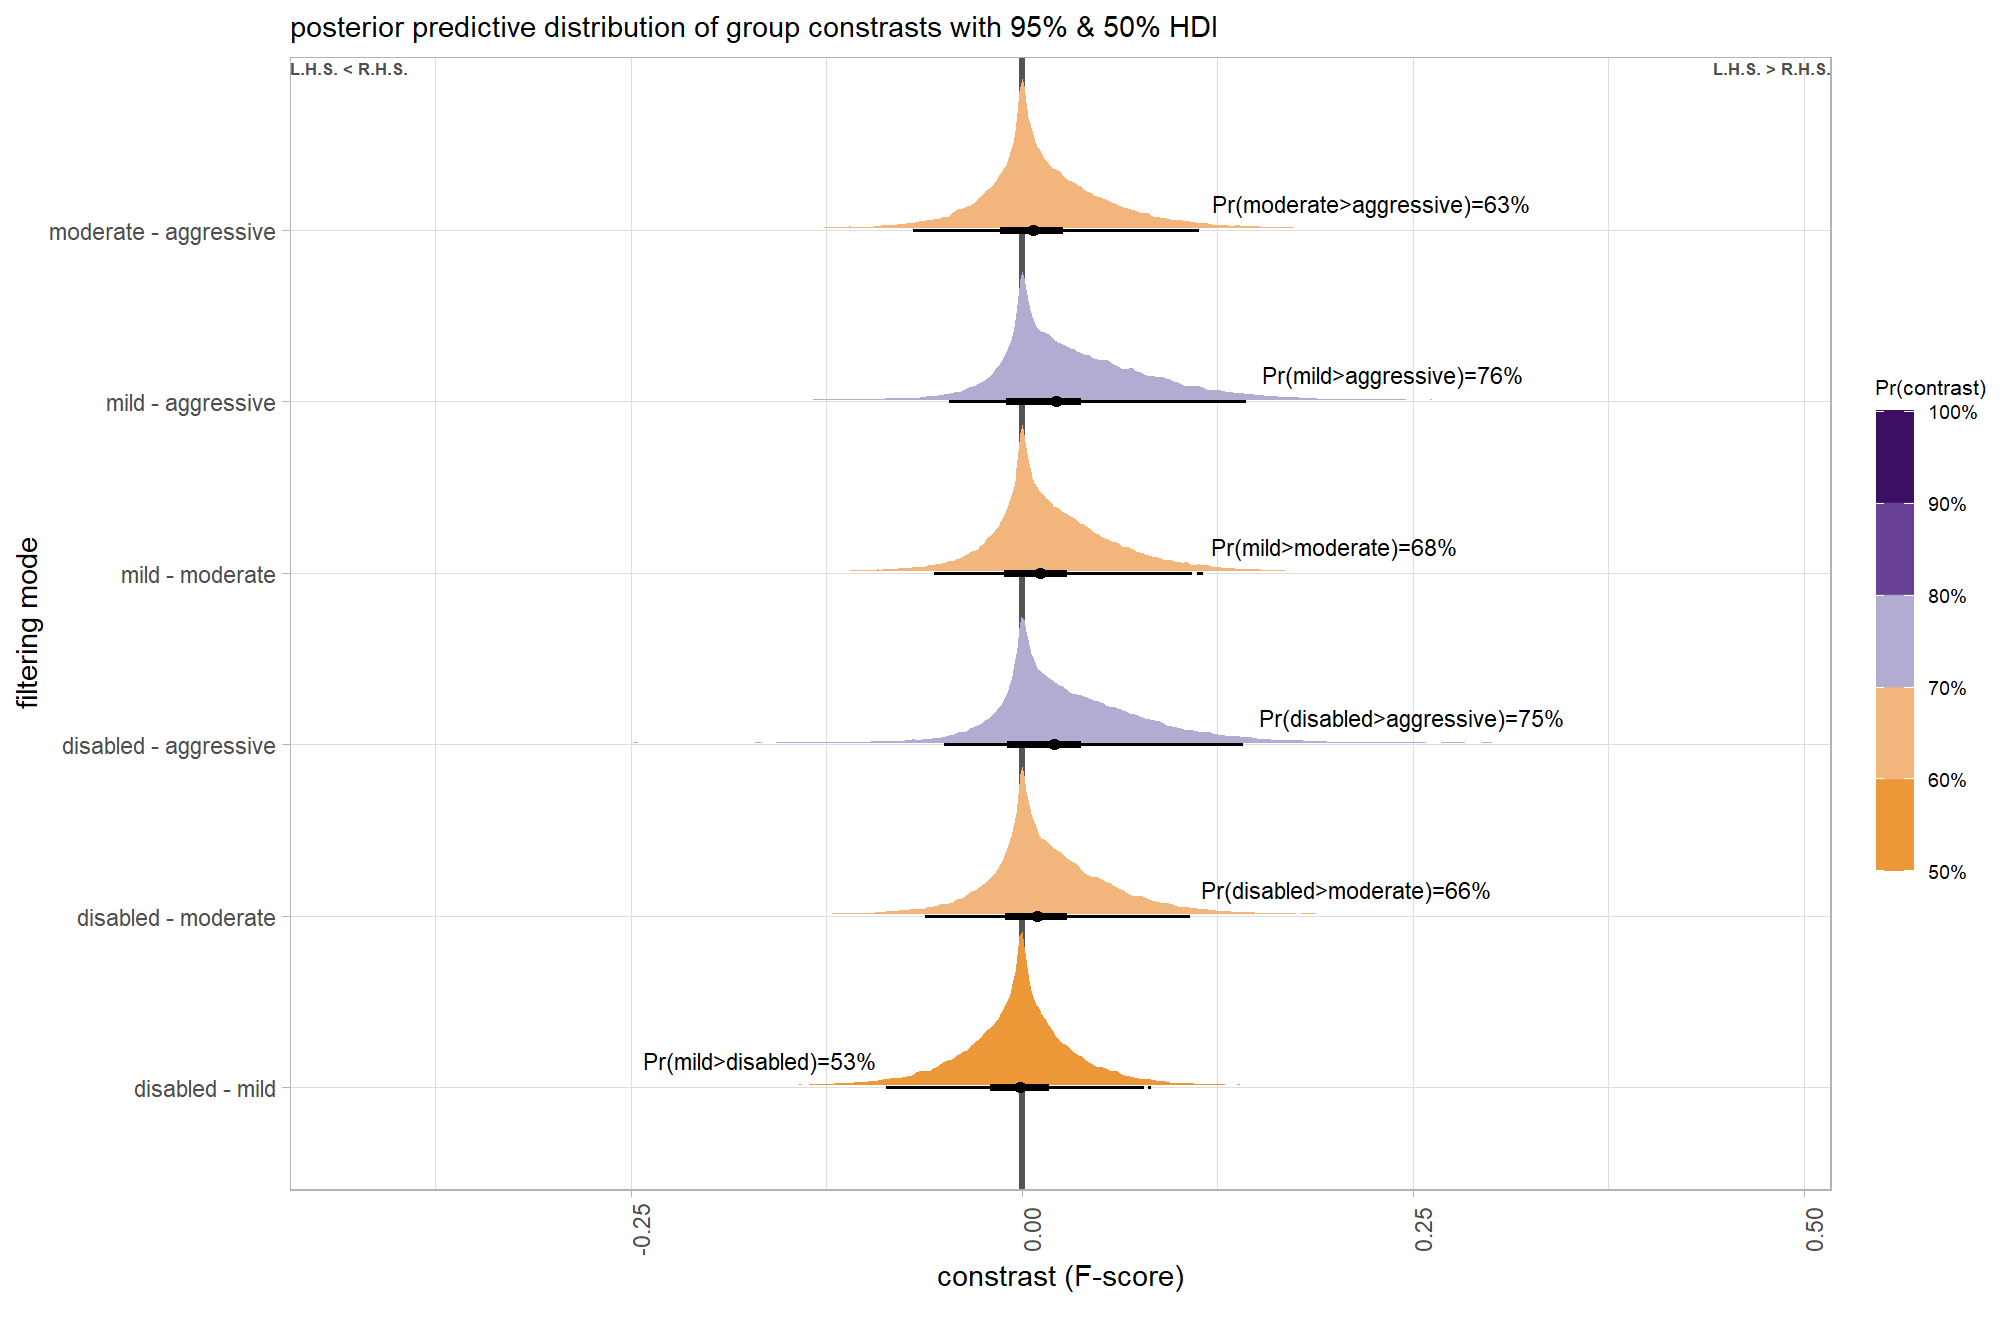 posterior predictive distribution of group constrasts with 95% & 50% HDI
L.H.S. < R.H.S.
L.H.S. > R.H.S.
filtering mode
moderate - aggressive
Pr(moderate>aggressive)=63%
mild - aggressive
Pr(mild>aggressive)=76%
mild - moderate
Pr(mild>moderate)=68%
disabled - aggressive
Pr(disabled>aggressive)=75%
disabled - moderate
Pr(disabled>moderate)=66%
disabled - mild
Pr(mild>disabled)=53%
-0.25
0.00
0.25
0.50
constrast (F-score)
Pr(contrast)
100%
90%
80%
70%
60%
50%